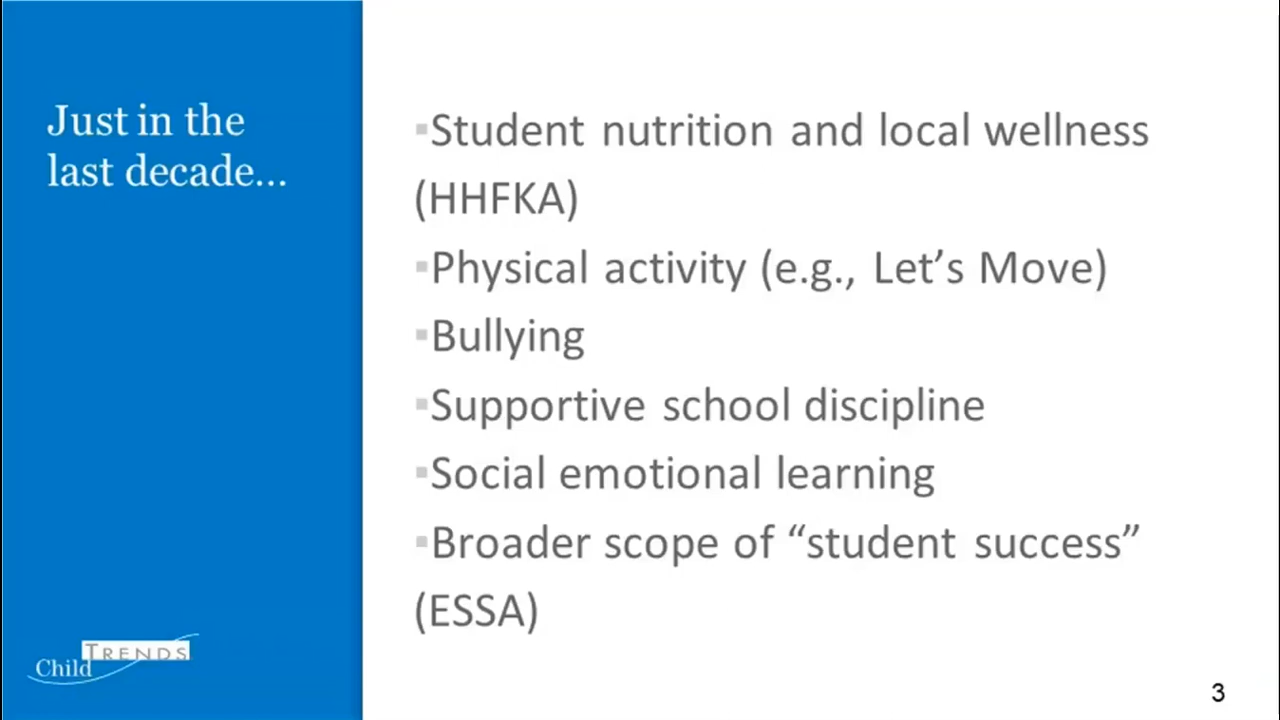 Just in the
last decade...
▪Student nutrition and local wellness
(HHFKA)
▪Physical activity (e.g., Let’s Move)
▪Bullying
▪Supportive school discipline
▪Social emotional learning
▪Broader scope of “student success”
(ESSA)
Child TRENDS
3